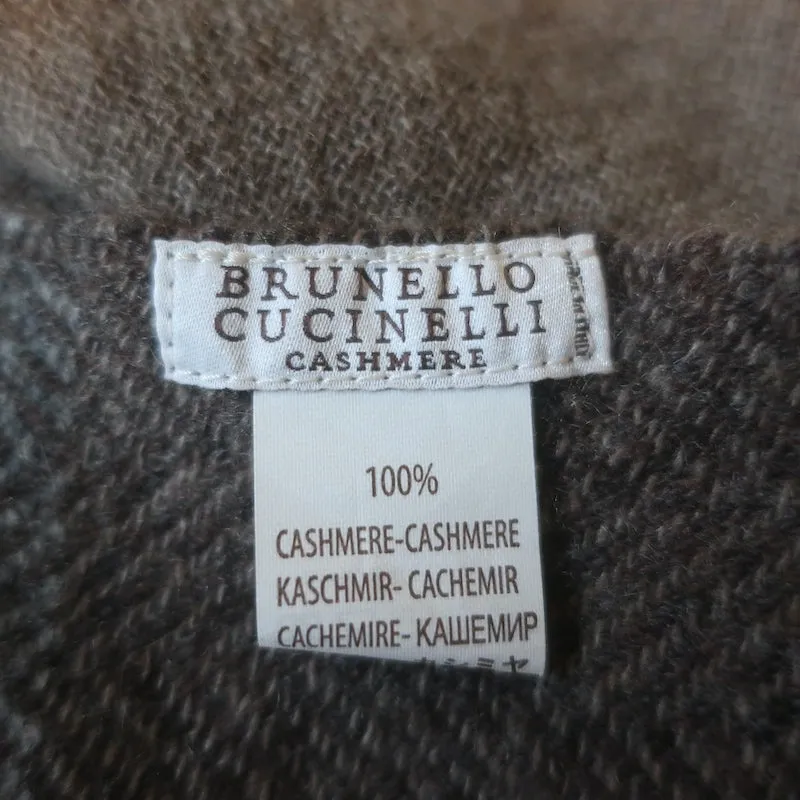 BRUNELLO
CUCINELLI
CASHMERE
100%
CASHMERE-CASHMERE
KASCHMIR- CACHEMIR
CACHEMIRE- КАШЕМИР